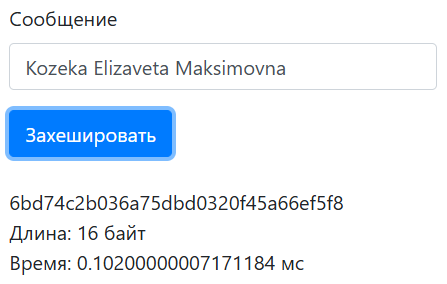 Сообщение
Kozeka Elizaveta Maksimovna
Захешировать
6bd74c2b036a75dbd0320f45a66ef5f8
Длина: 16 байт
Время: 0.10200000007171184 мс